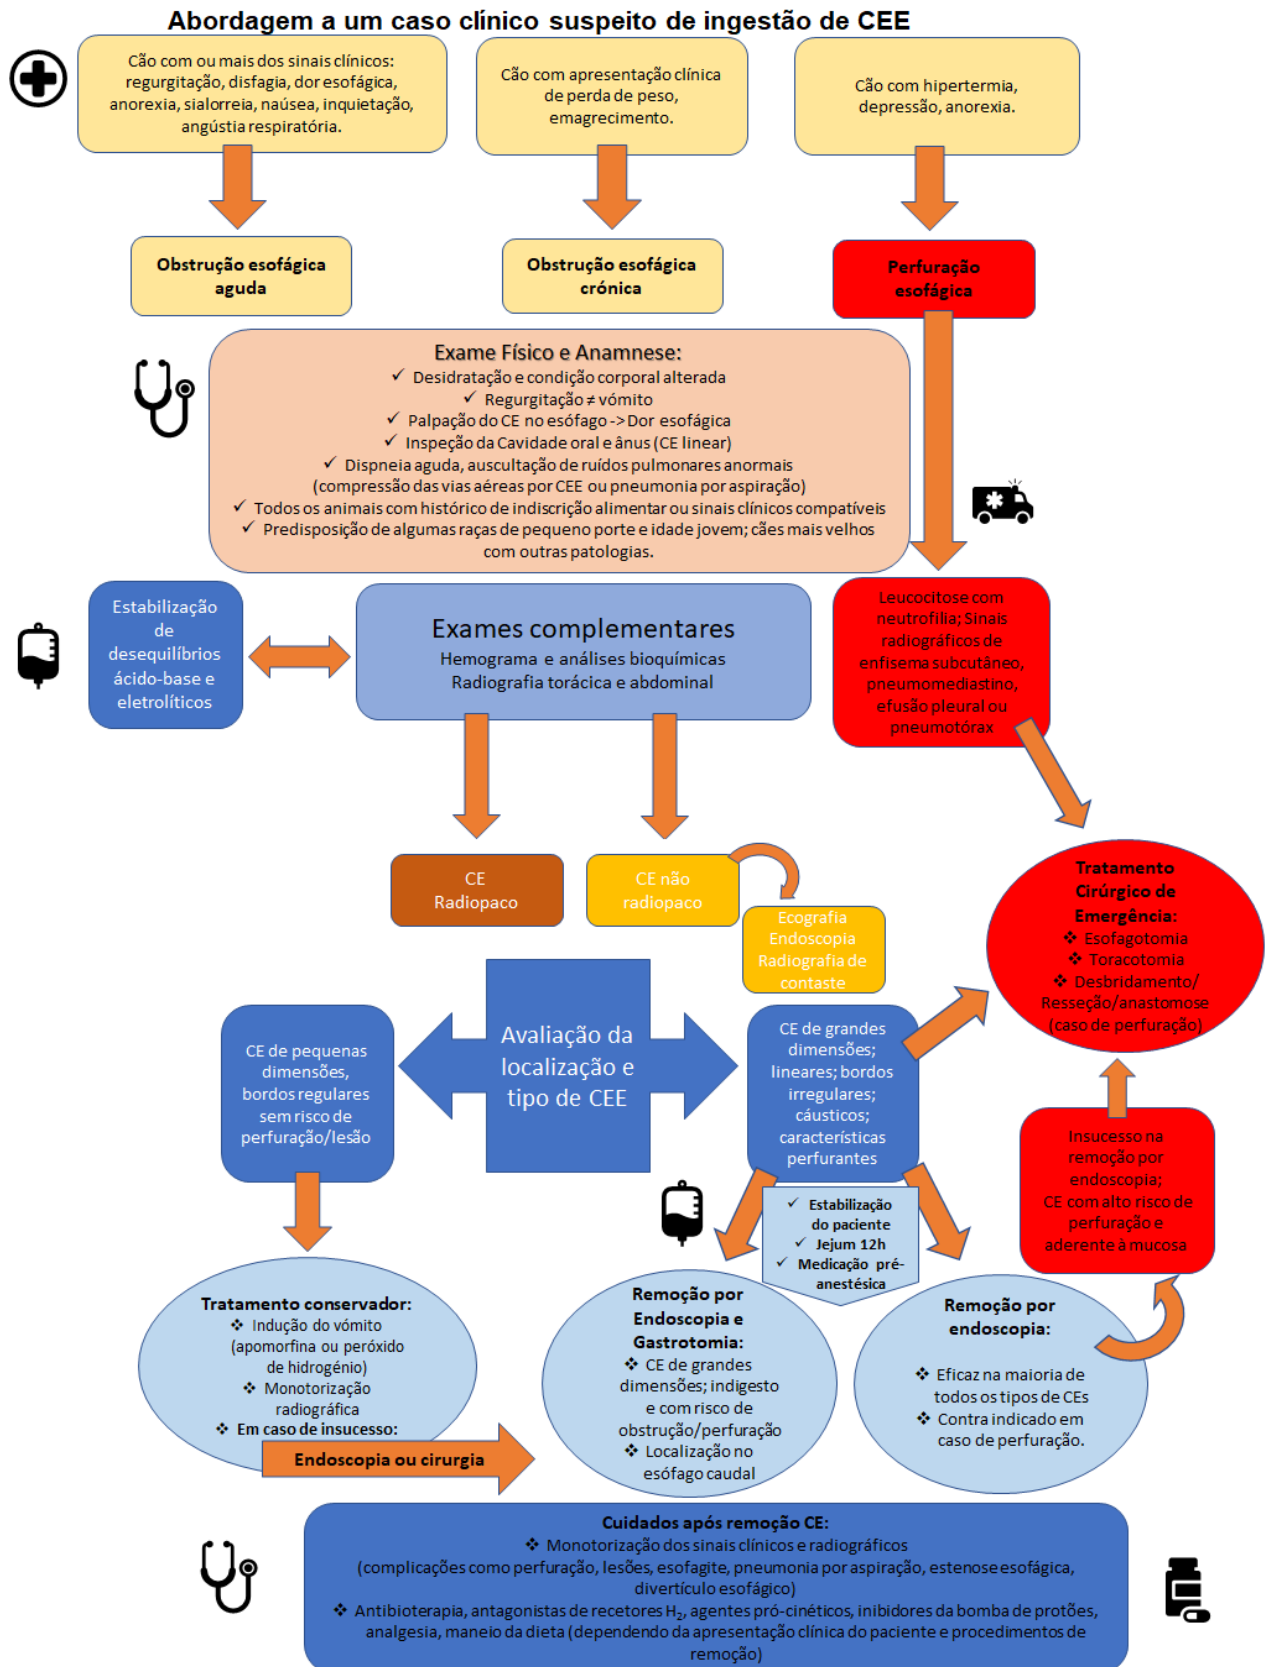 Abordagem a um caso clínico suspeito de ingestão de CEE
Cão com ou mais dos sinais clínicos:
regurgitação, disfagia, dor esofágica,
anorexia, sialorreia, naúsea, inquietação,
angústia respiratória.
Cão com apresentação clínica
de perda de peso,
emagrecimento.
Cão com hipertermia,
depressão, anorexia.
Obstrução esofágica
aguda
Obstrução esofágica
crónica
Perfuração
esofágica
Exame Físico e Anamnese:
✓ Desidratação e condição corporal alterada
✓ Regurgitação ≠ vómito
✓ Palpação do CE no esófago -> Dor esofágica
✓ Inspeção da Cavidade oral e ânus (CE linear)
✓ Dispneia aguda, auscultação de ruídos pulmonares anormais
(compressão das vias aéreas por CEE ou pneumonia por aspiração)
✓ Todos os animais com histórico de indiscrição alimentar ou sinais clínicos compatíveis
✓ Predisposição de algumas raças de pequeno porte e idade jovem; cães mais velhos
com outras patologias.
Estabilização
de
desequilíbrios
ácido-base e
eletrolíticos
Exames complementares
Hemograma e análises bioquímicas
Radiografia torácica e abdominal
Leucocitose com
neutrofilia; Sinais
radiográficos de
enfisema subcutâneo,
pneumomediastino,
efusão pleural ou
pneumotórax
CE
Radiopaco
CE não
radiopaco
Ecografia
Endoscopia
Radiografia de
contaste
Tratamento
Cirúrgico de
Emergência:
❖ Esofagotomia
❖ Toracotomia
❖ Desbridamento/
Resseção/anastomose
(caso de perfuração)
CE de pequenas
dimensões,
bordos regulares
sem risco de
perfuração/lesão
Avaliação da
localização e
tipo de CEE
CE de grandes
dimensões;
lineares; bordos
irregulares;
cáusticos;
características
perfurantes
Insucesso na
remoção por
endoscopia;
CE com alto risco de
perfuração e
aderente à mucosa
✓ Estabilização
do paciente
✓ Jejum 12h
✓ Medicação pré-
anestésica
Tratamento conservador:
❖ Indução do vómito
(apomorfina ou peróxido
de hidrogénio)
❖ Monotorização
radiográfica
❖ Em caso de insucesso:
Endoscopia ou cirurgia
Remoção por
Endoscopia e
Gastrotomia:
❖ CE de grandes
dimensões; indigesto
e com risco de
obstrução/perfuração
❖ Localização no
esófago caudal
Remoção por
endoscopia:
❖ Eficaz na maioria de
todos os tipos de CEs
❖ Contra indicado em
caso de perfuração.
Cuidados após remoção CE:
❖ Monotorização dos sinais clínicos e radiográficos
(complicações como perfuração, lesões, esofagite, pneumonia por aspiração, estenose esofágica,
divertículo esofágico)
❖ Antibioterapia, antagonistas de recetores H₂, agentes pró-cinéticos, inibidores da bomba de protões,
analgesia, maneio da dieta (dependendo da apresentação clínica do paciente e procedimentos de
remoção)